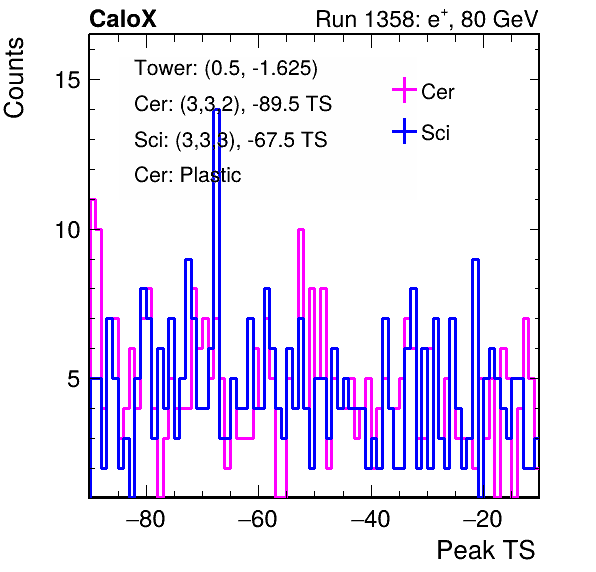 CaloX Run 1358: e⁺, 80 GeV
Counts
Tower: (0.5, -1.625)
Cer: (3,3,2), -89.5 TS
Sci: (3,3,3), -67.5 TS
Cer: Plastic
Cer
Sci
15
10
5
−80 −60 −40 −20
Peak TS